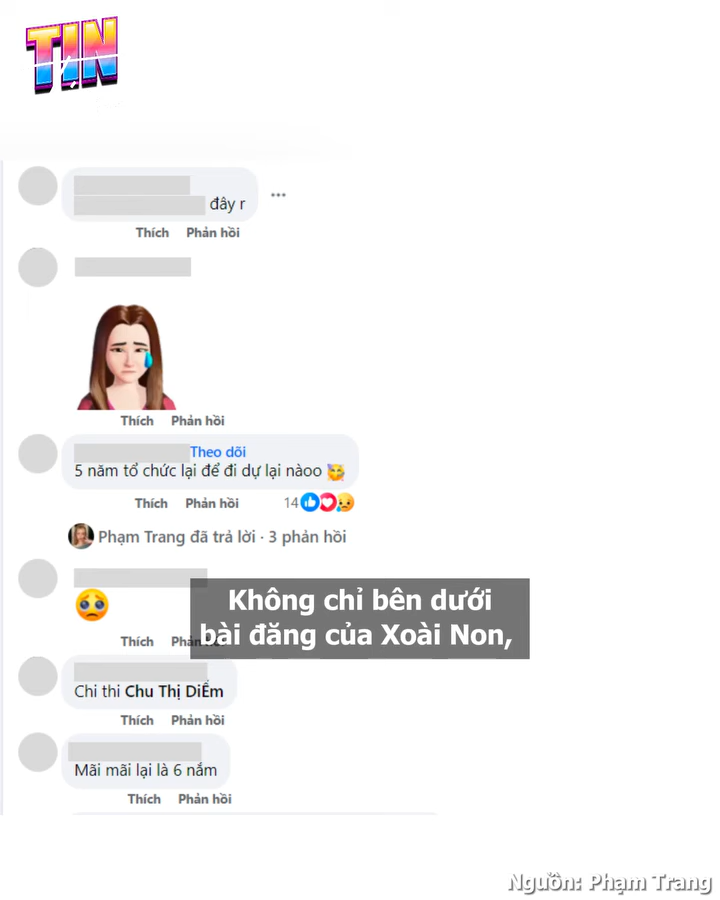 TIN
đây r
Thích Phản hồi
Thích Phản hồi
Theo dõi
5 năm tổ chức lại để đi dự lại nàoo
Thích Phản hồi 14
Phạm Trang đã trả lời · 3 phản hồi
Không chỉ bên dưới
bài đăng của Xoài Non,
Thích
Chi thi Chu Thị DiẾm
Thích Phản hồi
Mãi mãi lại là 6 nắm
Thích Phản hồi
Nguồn: Phạm Trang